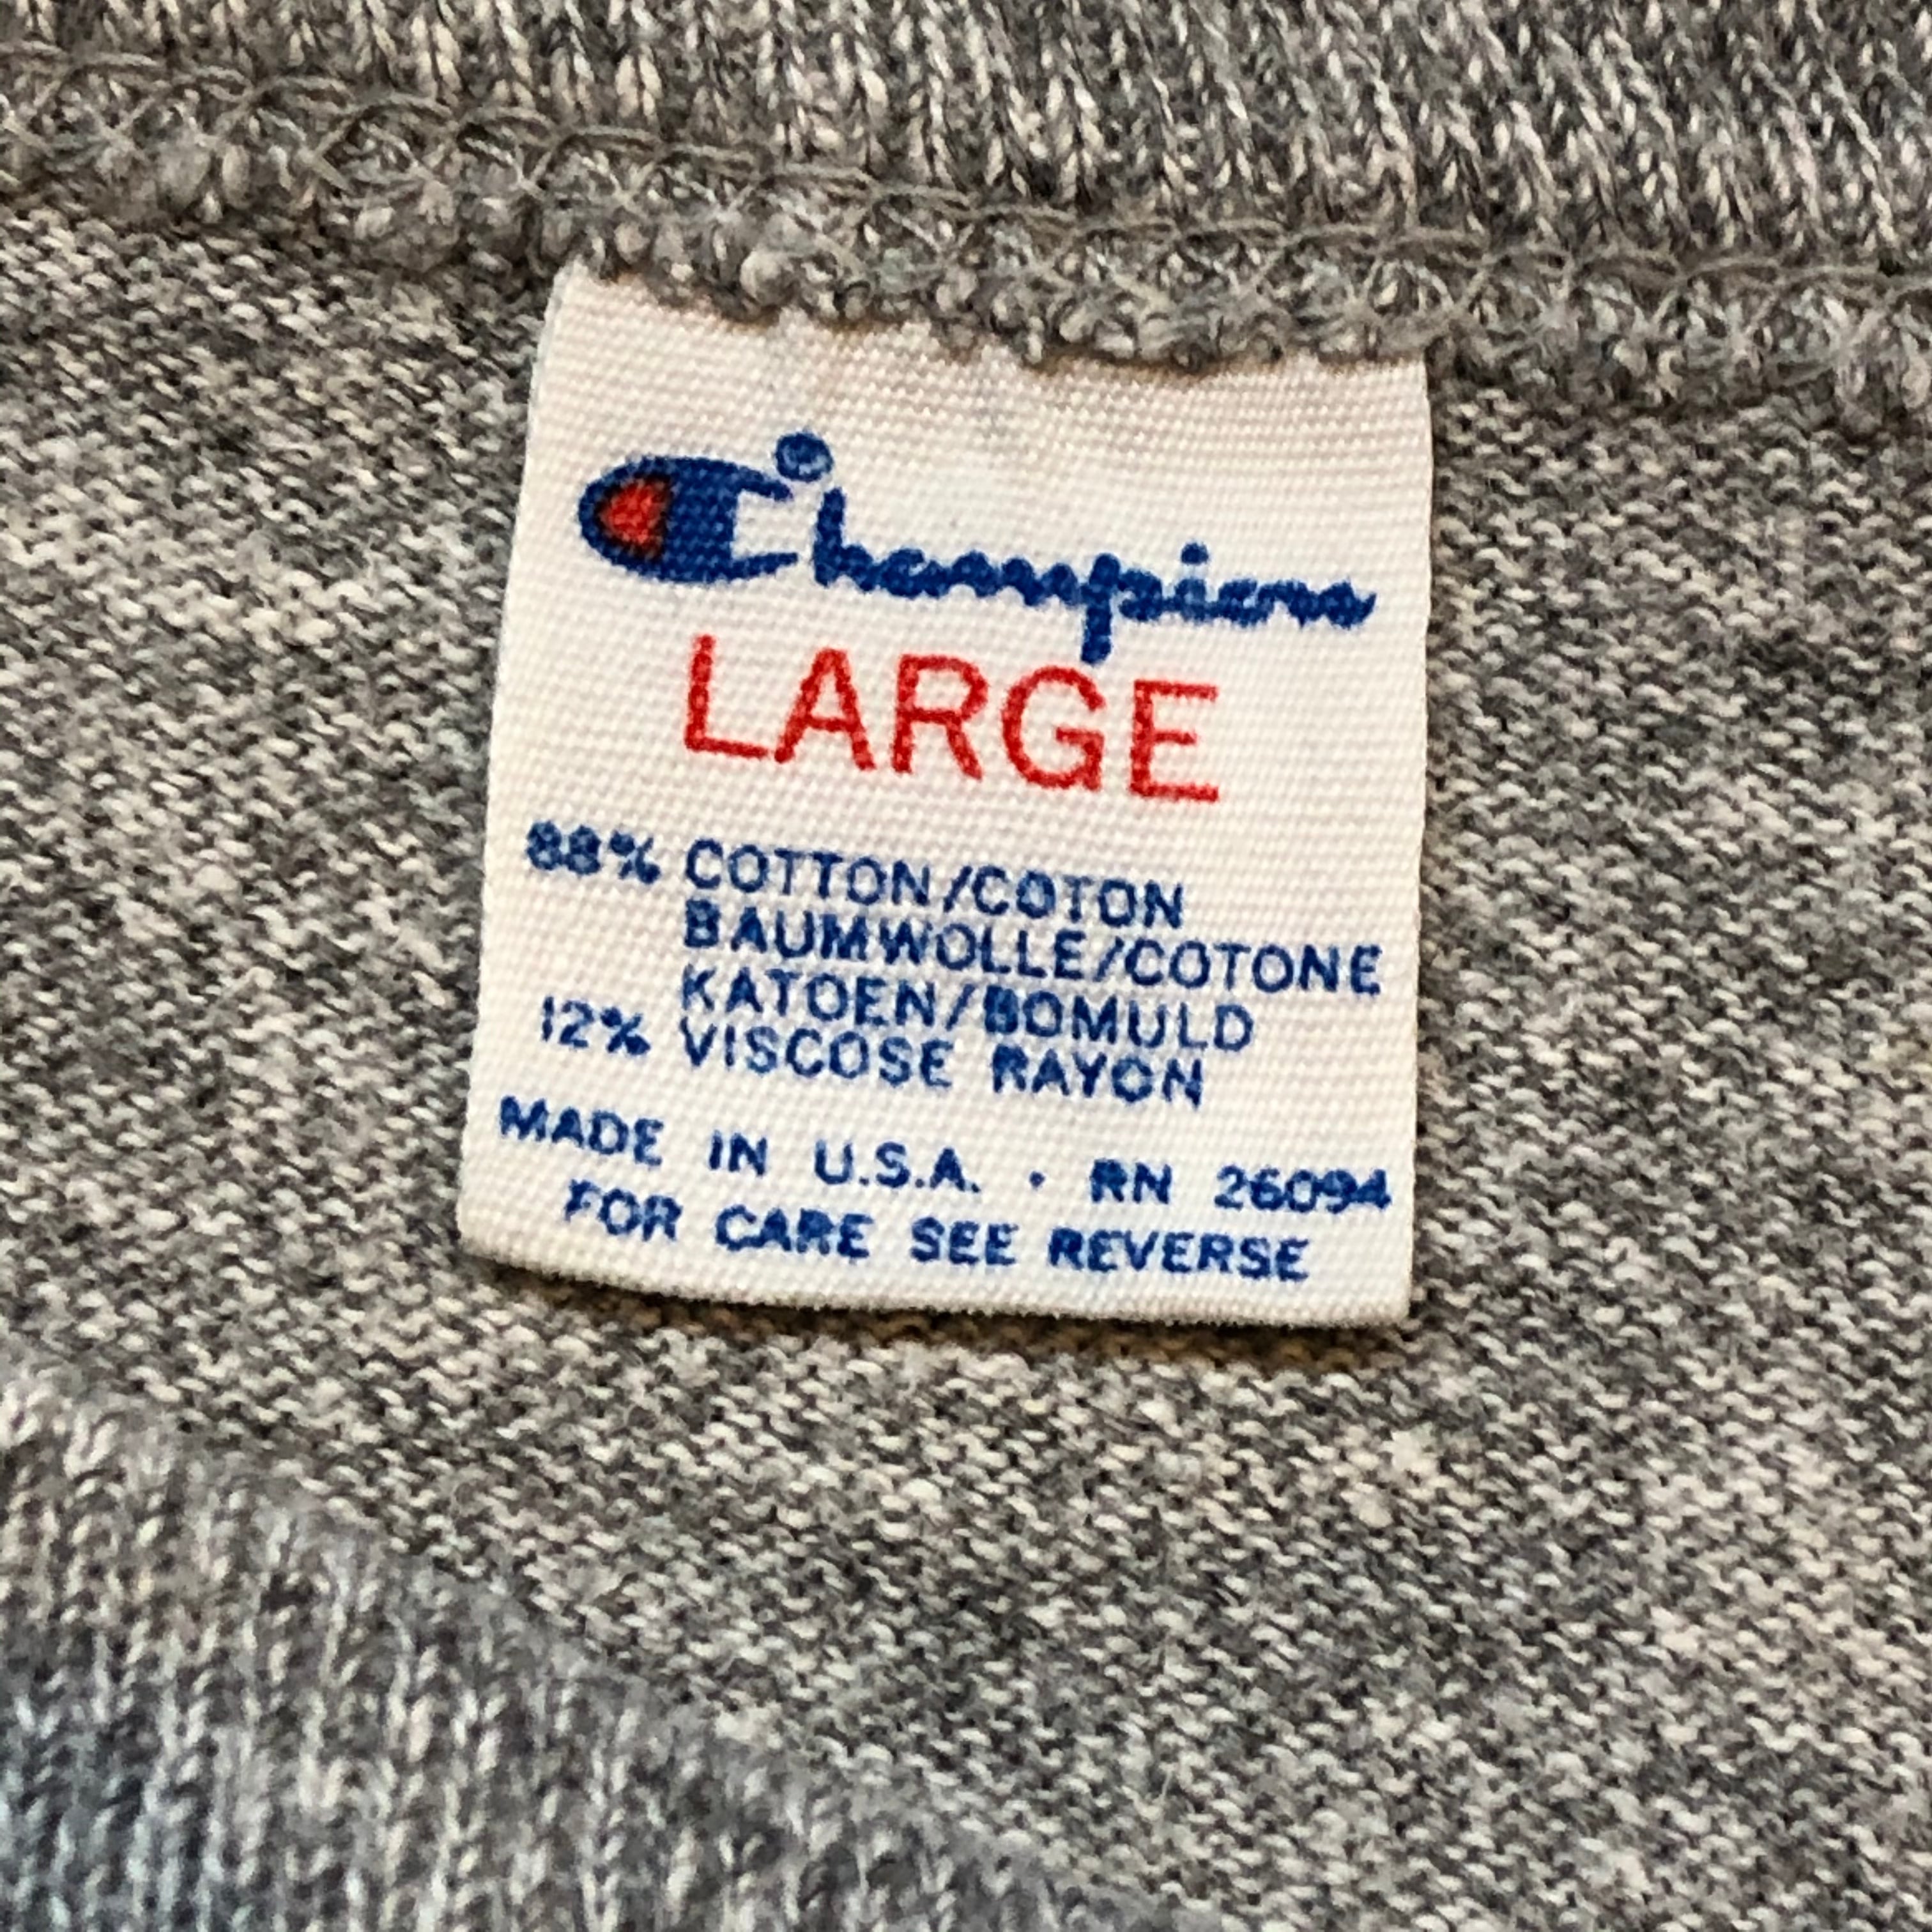 Champion
LARGE
88% COTTON/COTON
BAUMWOLLE/COTONE
KATOEN/BOMULD
12% VISCOSE RAYON
MADE IN U.S.A. · RN 26094
FOR CARE SEE REVERSE